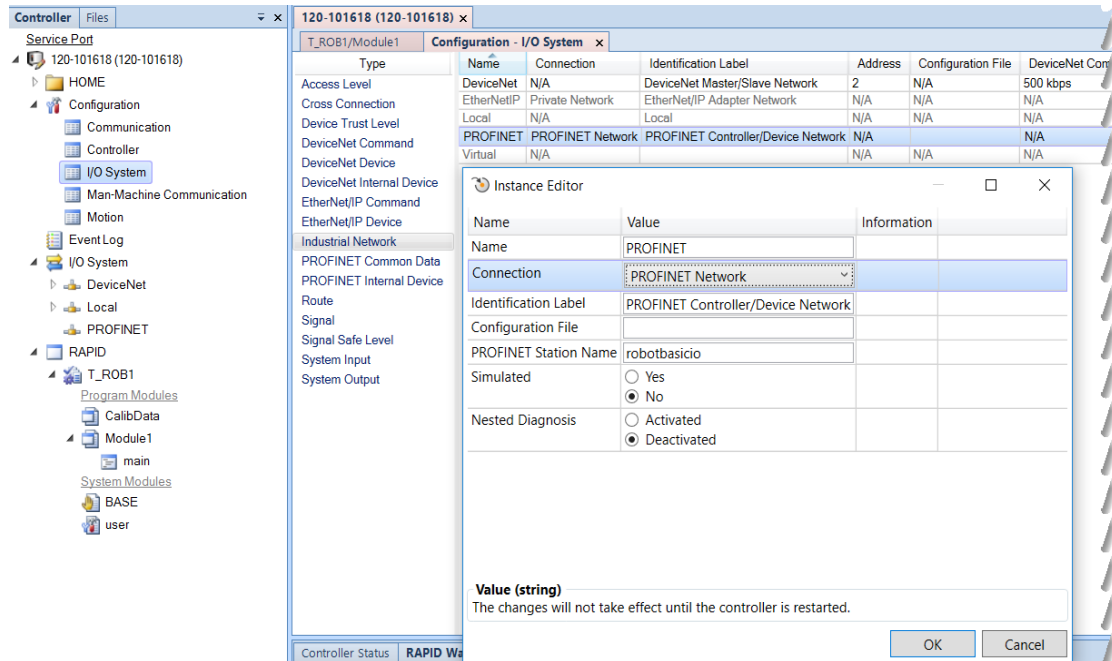 Controller Files
Service Port
120-101618 (120-101618)
HOME
Configuration
Communication
Controller
I/O System
Man-Machine Communication
Motion
Event Log
I/O System
DeviceNet
Local
PROFINET
RAPID
T_ROB1
Program Modules
CalibData
Module1
main
System Modules
BASE
user
120-101618 (120-101618)
T_ROB1/Module1 Configuration - I/O System
Type
Access Level
Cross Connection
Device Trust Level
DeviceNet Command
DeviceNet Device
DeviceNet Internal Device
EtherNet/IP Command
EtherNet/IP Device
Industrial Network
PROFINET Common Data
PROFINET Internal Device
Route
Signal
Signal Safe Level
System Input
System Output
Name Connection Identification Label Address Configuration File DeviceNet Com
DeviceNet N/A DeviceNet Master/Slave Network 2 N/A 500 kbps
EtherNetIP Private Network EtherNet/IP Adapter Network N/A N/A N/A
Local N/A Local N/A N/A N/A
PROFINET PROFINET Network PROFINET Controller/Device Network N/A N/A
Virtual N/A N/A N/A N/A
Instance Editor
Name Value Information
Name PROFINET
Connection PROFINET Network
Identification Label PROFINET Controller/Device Network
Configuration File
PROFINET Station Name robotbasicio
Simulated Yes
No
Nested Diagnosis Activated
Deactivated
Value (string)
The changes will not take effect until the controller is restarted.
OK Cancel
Controller Status RAPID Wa